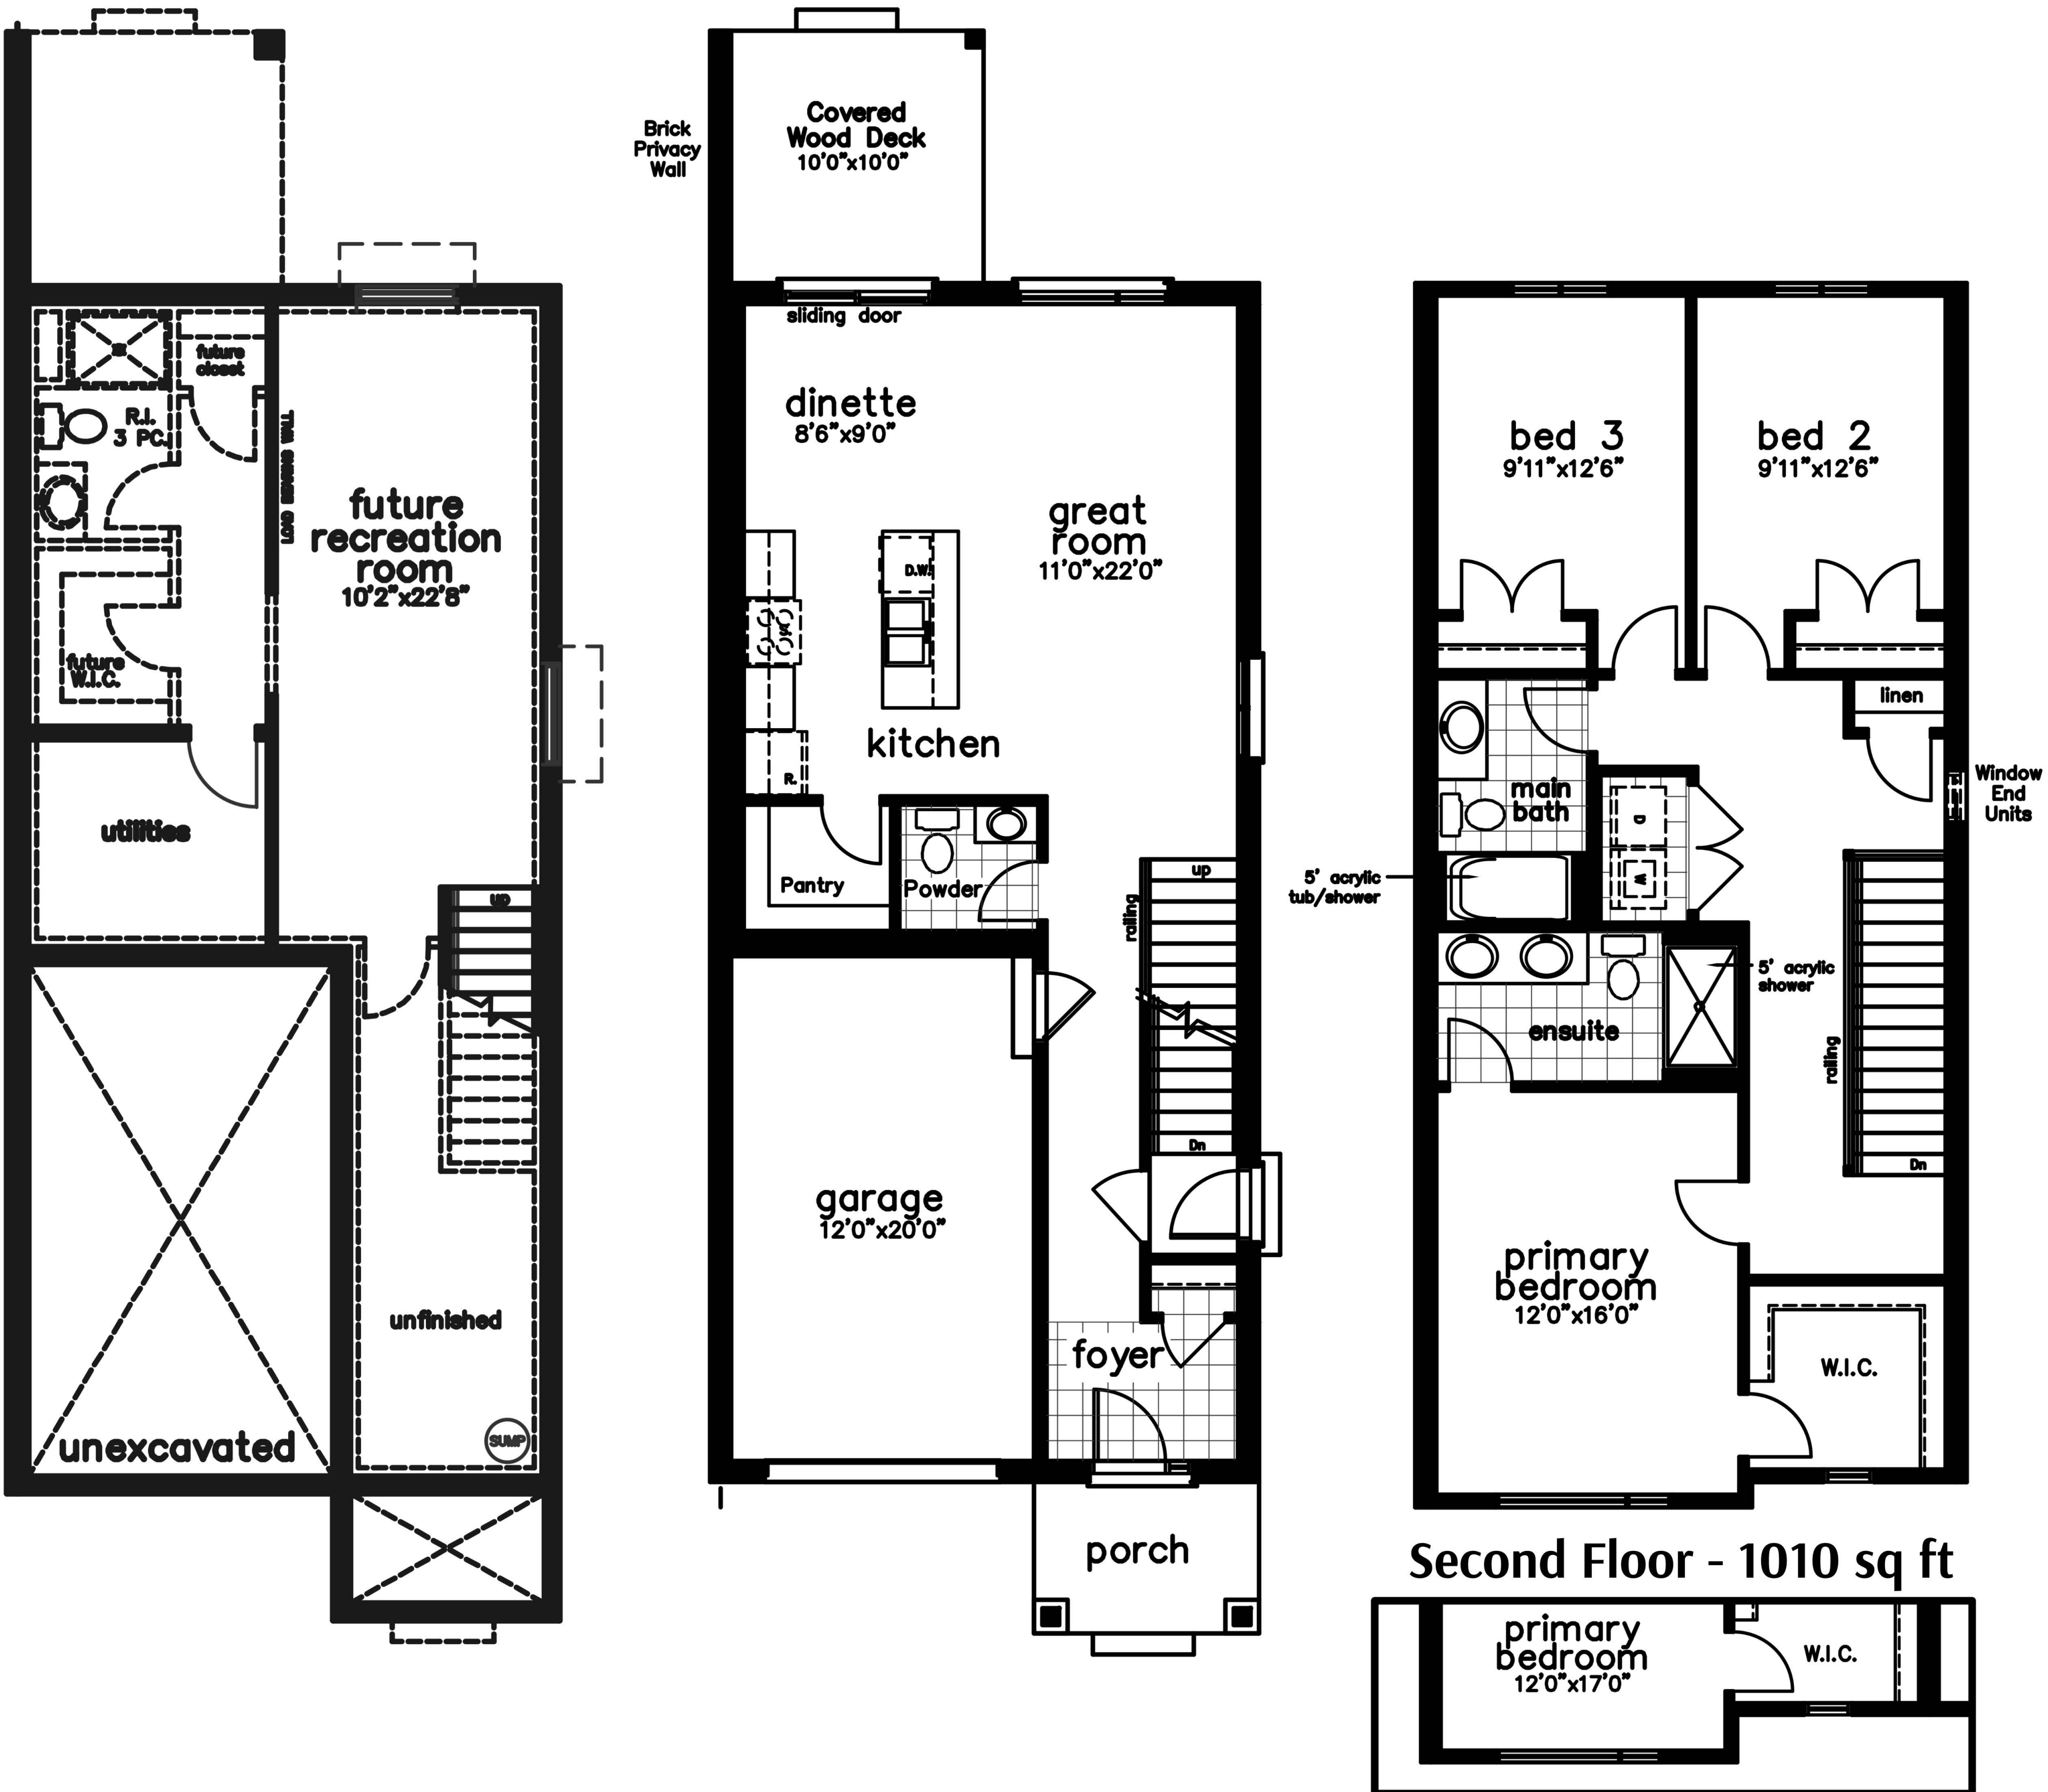 future
closet
R.I.
3 PC.
LOAD BEARING WALL
future
recreation
room
10'2"x22'8"
future
W.I.C.
utilities
up
unfinished
SUMP
unexcavated
Brick
Privacy
Wall
Covered
Wood Deck
10'0"x10'0"
sliding door
dinette
8'6"x9'0"
great
room
11'0"x22'0"
D.W.
kitchen
R.
Pantry
Powder
up
railing
Dn
garage
12'0"x20'0"
foyer
porch
bed 3
9'11"x12'6"
bed 2
9'11"x12'6"
linen
main
bath
D
W
Window
End
Units
5' acrylic
tub/shower
5' acrylic
shower
ensuite
railing
Dn
primary
bedroom
12'0"x16'0"
W.I.C.
Second Floor - 1010 sq ft
primary
bedroom
12'0"x17'0"
W.I.C.